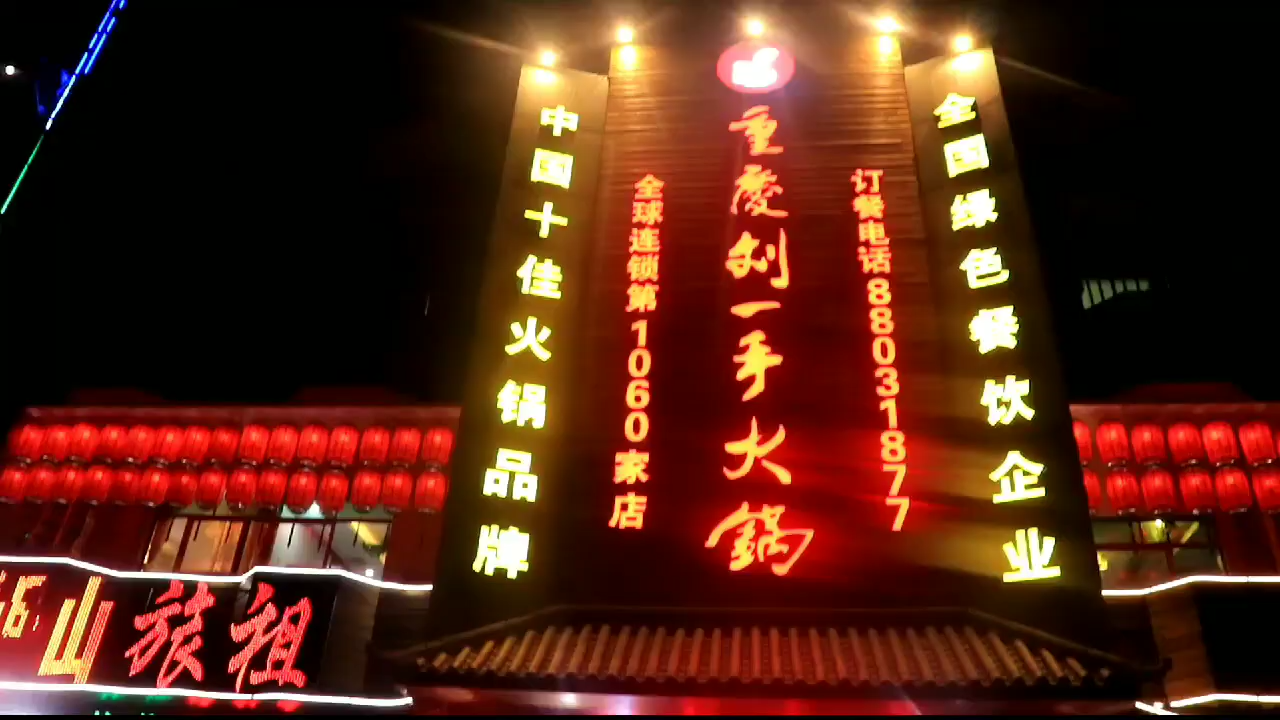 中国十佳火锅品牌
全球连锁第1060家店
重慶刘一手火鍋
订餐电话88031877
全国绿色餐饮企业
山旅祖